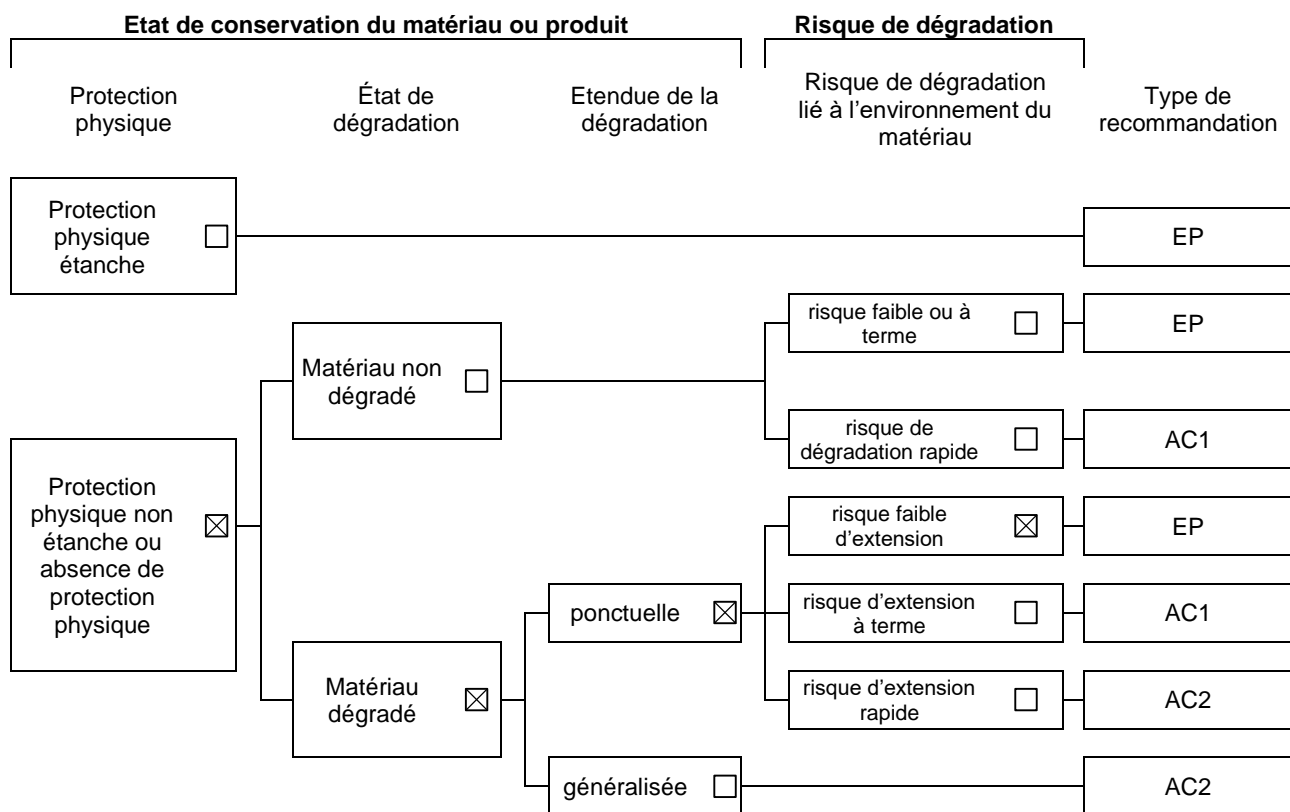 Etat de conservation du matériau ou produit
Risque de dégradation
Protection
physique
État de
dégradation
Etendue de la
dégradation
Risque de dégradation
lié à l'environnement du
matériau
Type de
recommandation
Protection
physique
étanche
EP
risque faible ou à
terme
EP
Matériau non
dégradé
risque de
dégradation rapide
AC1
Protection
physique non
étanche ou
absence de
protection
physique
risque faible
d'extension
EP
ponctuelle
risque d'extension
à terme
AC1
Matériau
dégradé
risque d'extension
rapide
AC2
généralisée
AC2